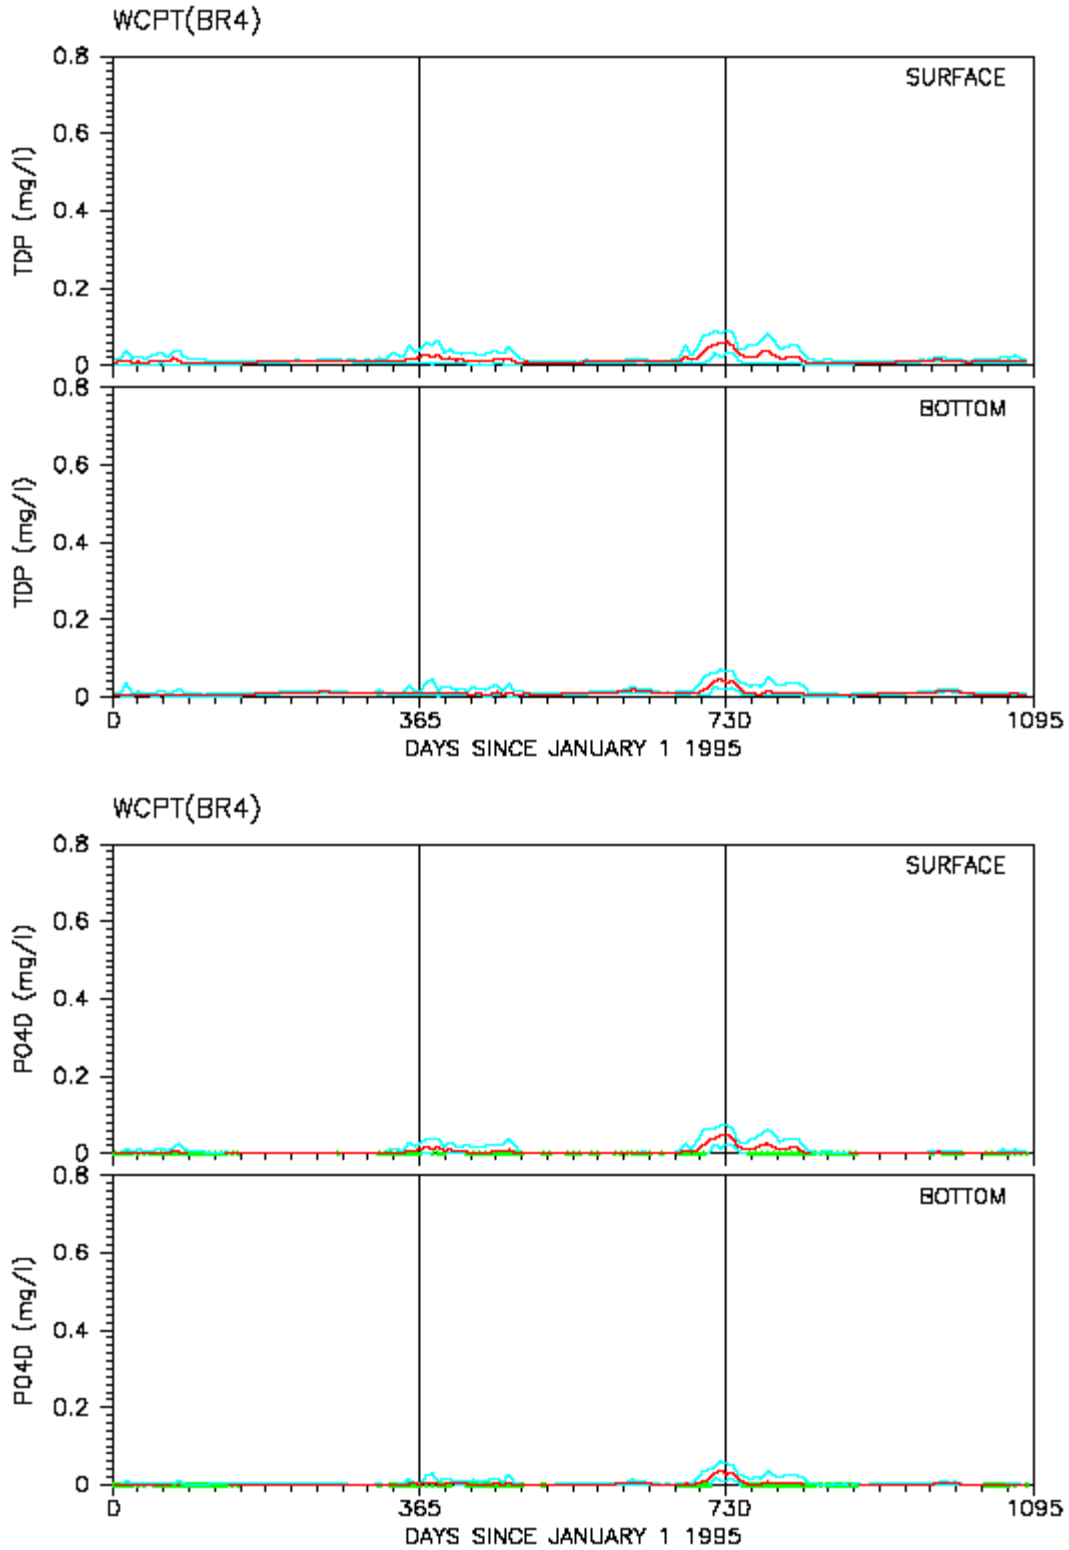 WCPT(BR4)
SURFACE
0.8
0.6
0.4
0.2
0
TDP (mg/l)
BOTTOM
0.8
0.6
0.4
0.2
0
TDP (mg/l)
0 365 730 1095
DAYS SINCE JANUARY 1 1995
WCPT(BR4)
SURFACE
0.8
0.6
0.4
0.2
0
PO4D (mg/l)
BOTTOM
0.8
0.6
0.4
0.2
0
PO4D (mg/l)
0 365 730 1095
DAYS SINCE JANUARY 1 1995